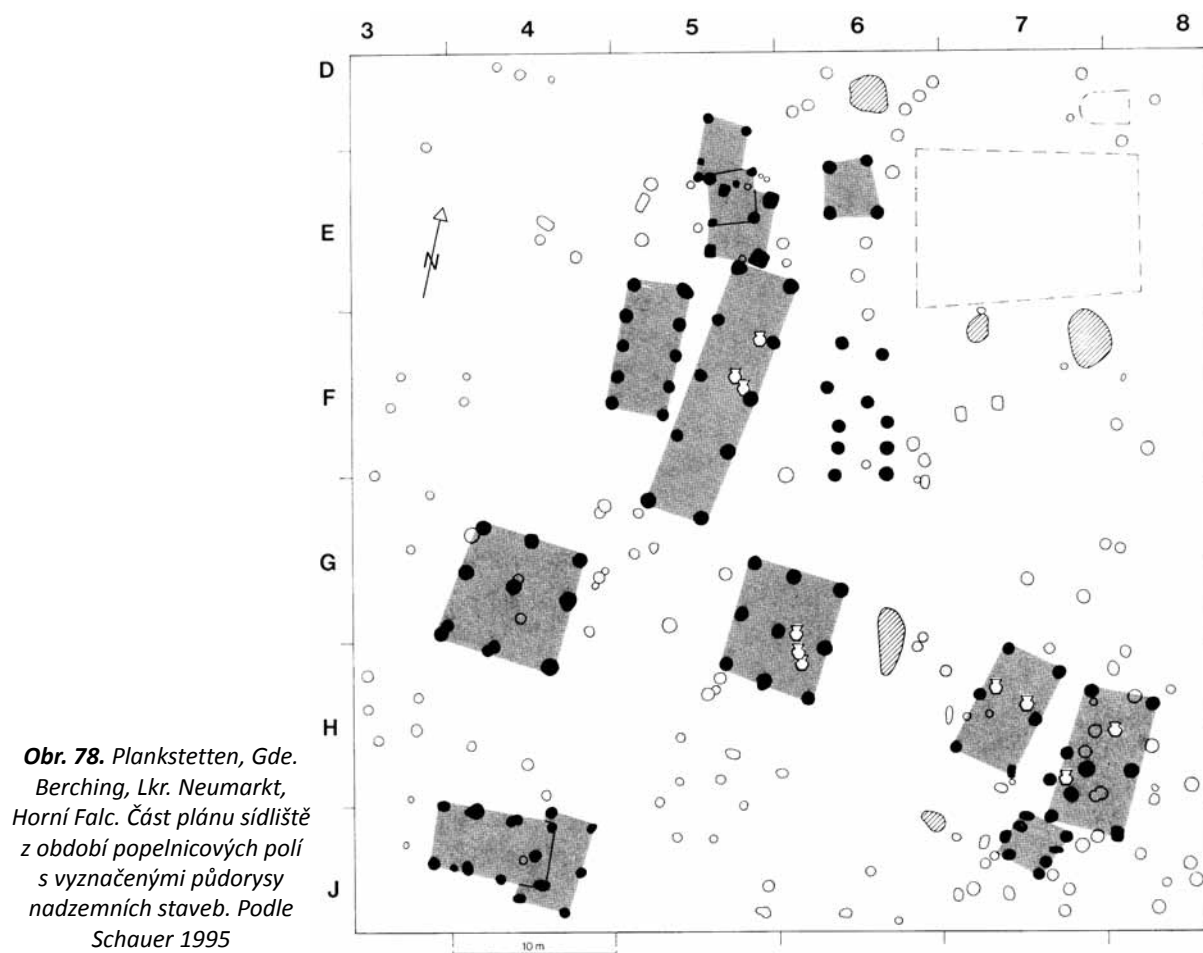 3 4 5 6 7 8
D
E
N
F
G
H
J
10 m
Obr. 78. Plankstetten, Gde.
Berching, Lkr. Neumarkt,
Horní Falc. Část plánu sídliště
z období popelnicových polí
s vyznačenými půdorysy
nadzemních staveb. Podle
Schauer 1995